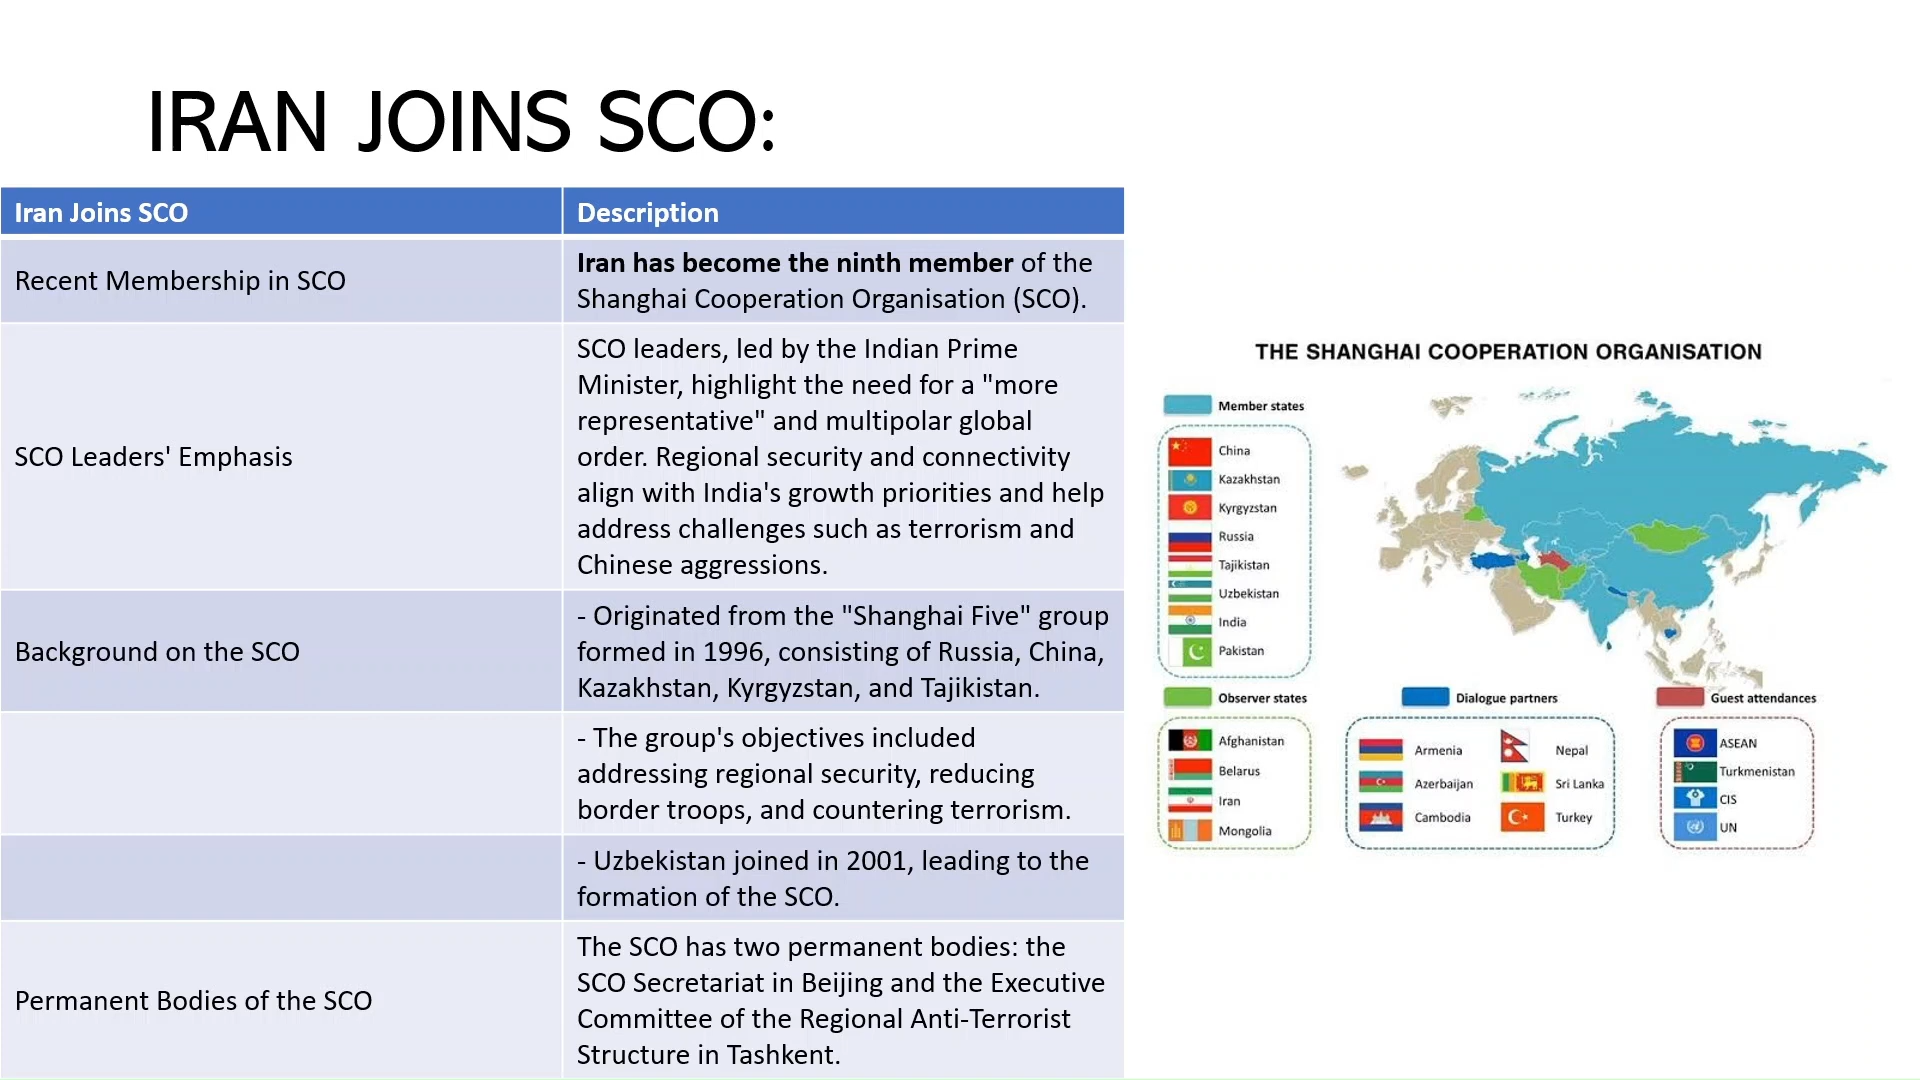 IRAN JOINS SCO:
Iran Joins SCO
Description
Recent Membership in SCO
Iran has become the ninth member of the
Shanghai Cooperation Organisation (SCO).
SCO Leaders' Emphasis
SCO leaders, led by the Indian Prime
Minister, highlight the need for a "more
representative" and multipolar global
order. Regional security and connectivity
align with India's growth priorities and help
address challenges such as terrorism and
Chinese aggressions.
Background on the SCO
- Originated from the "Shanghai Five" group
formed in 1996, consisting of Russia, China,
Kazakhstan, Kyrgyzstan, and Tajikistan.
- The group's objectives included
addressing regional security, reducing
border troops, and countering terrorism.
- Uzbekistan joined in 2001, leading to the
formation of the SCO.
Permanent Bodies of the SCO
The SCO has two permanent bodies: the
SCO Secretariat in Beijing and the Executive
Committee of the Regional Anti-Terrorist
Structure in Tashkent.
THE SHANGHAI COOPERATION ORGANISATION
Member states
China
Kazakhstan
Kyrgyzstan
Russia
Tajikistan
Uzbekistan
India
Pakistan
Observer states
Afghanistan
Belarus
Iran
Mongolia
Dialogue partners
Armenia
Azerbaijan
Cambodia
Nepal
Sri Lanka
Turkey
Guest attendances
ASEAN
Turkmenistan
CIS
UN